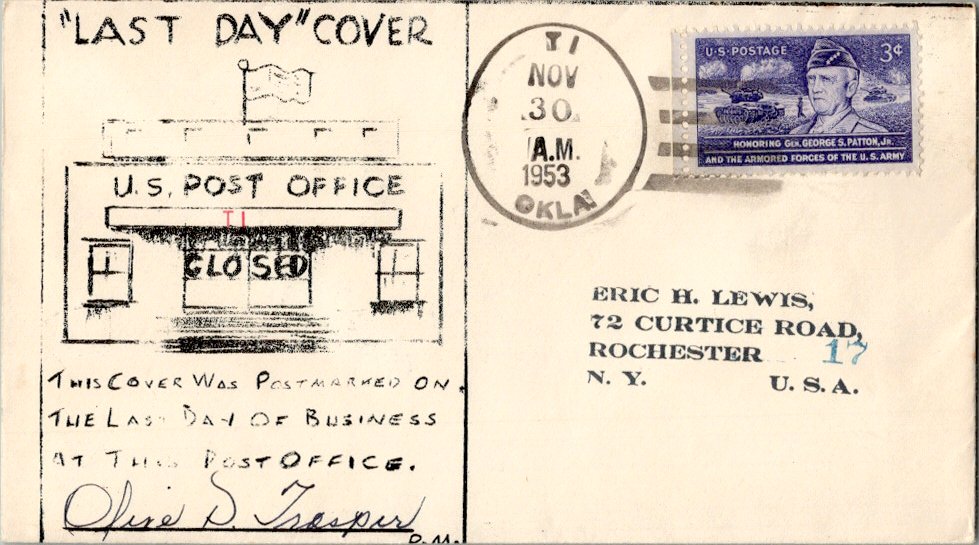 "LAST DAY" COVER
U.S. POST OFFICE
TI
CLOSED
THIS COVER WAS POSTMARKED ON
THE LAST DAY OF BUSINESS
AT THIS POST OFFICE.
Olive D.
P.M.
TI
NOV
30
A.M.
1953
OKLA
U.S. POSTAGE 3¢
HONORING GEN. GEORGE S. PATTON, JR.
AND THE ARMORED FORCES OF THE U.S. ARMY
ERIC H. LEWIS,
72 CURTICE ROAD,
ROCHESTER 17
N. Y. U. S. A.